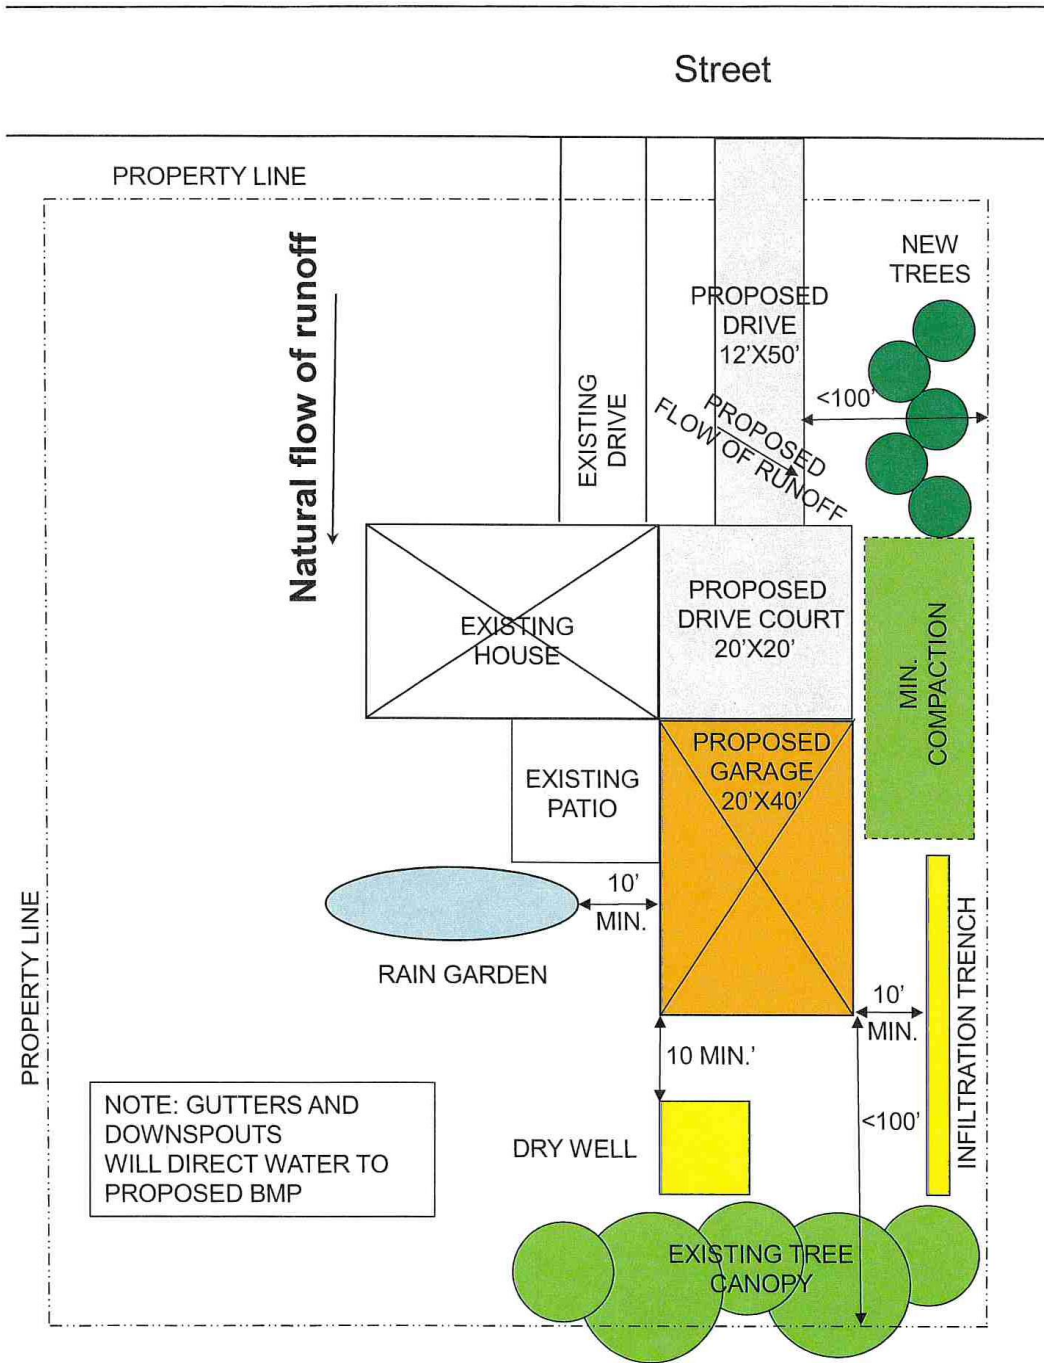 Street
PROPERTY LINE
Natural flow of runoff
NEW
TREES
PROPOSED
DRIVE
12'X50'
<100'
EXISTING
DRIVE
PROPOSED
FLOW OF RUNOFF
EXISTING
HOUSE
PROPOSED
DRIVE COURT
20'X20'
MIN.
COMPACTION
EXISTING
PATIO
PROPOSED
GARAGE
20'X40'
10'
MIN.
RAIN GARDEN
PROPERTY LINE
10'
MIN.
INFILTRATION TRENCH
10 MIN.'
<100'
DRY WELL
NOTE: GUTTERS AND
DOWNSPOUTS
WILL DIRECT WATER TO
PROPOSED BMP
EXISTING TREE
CANOPY